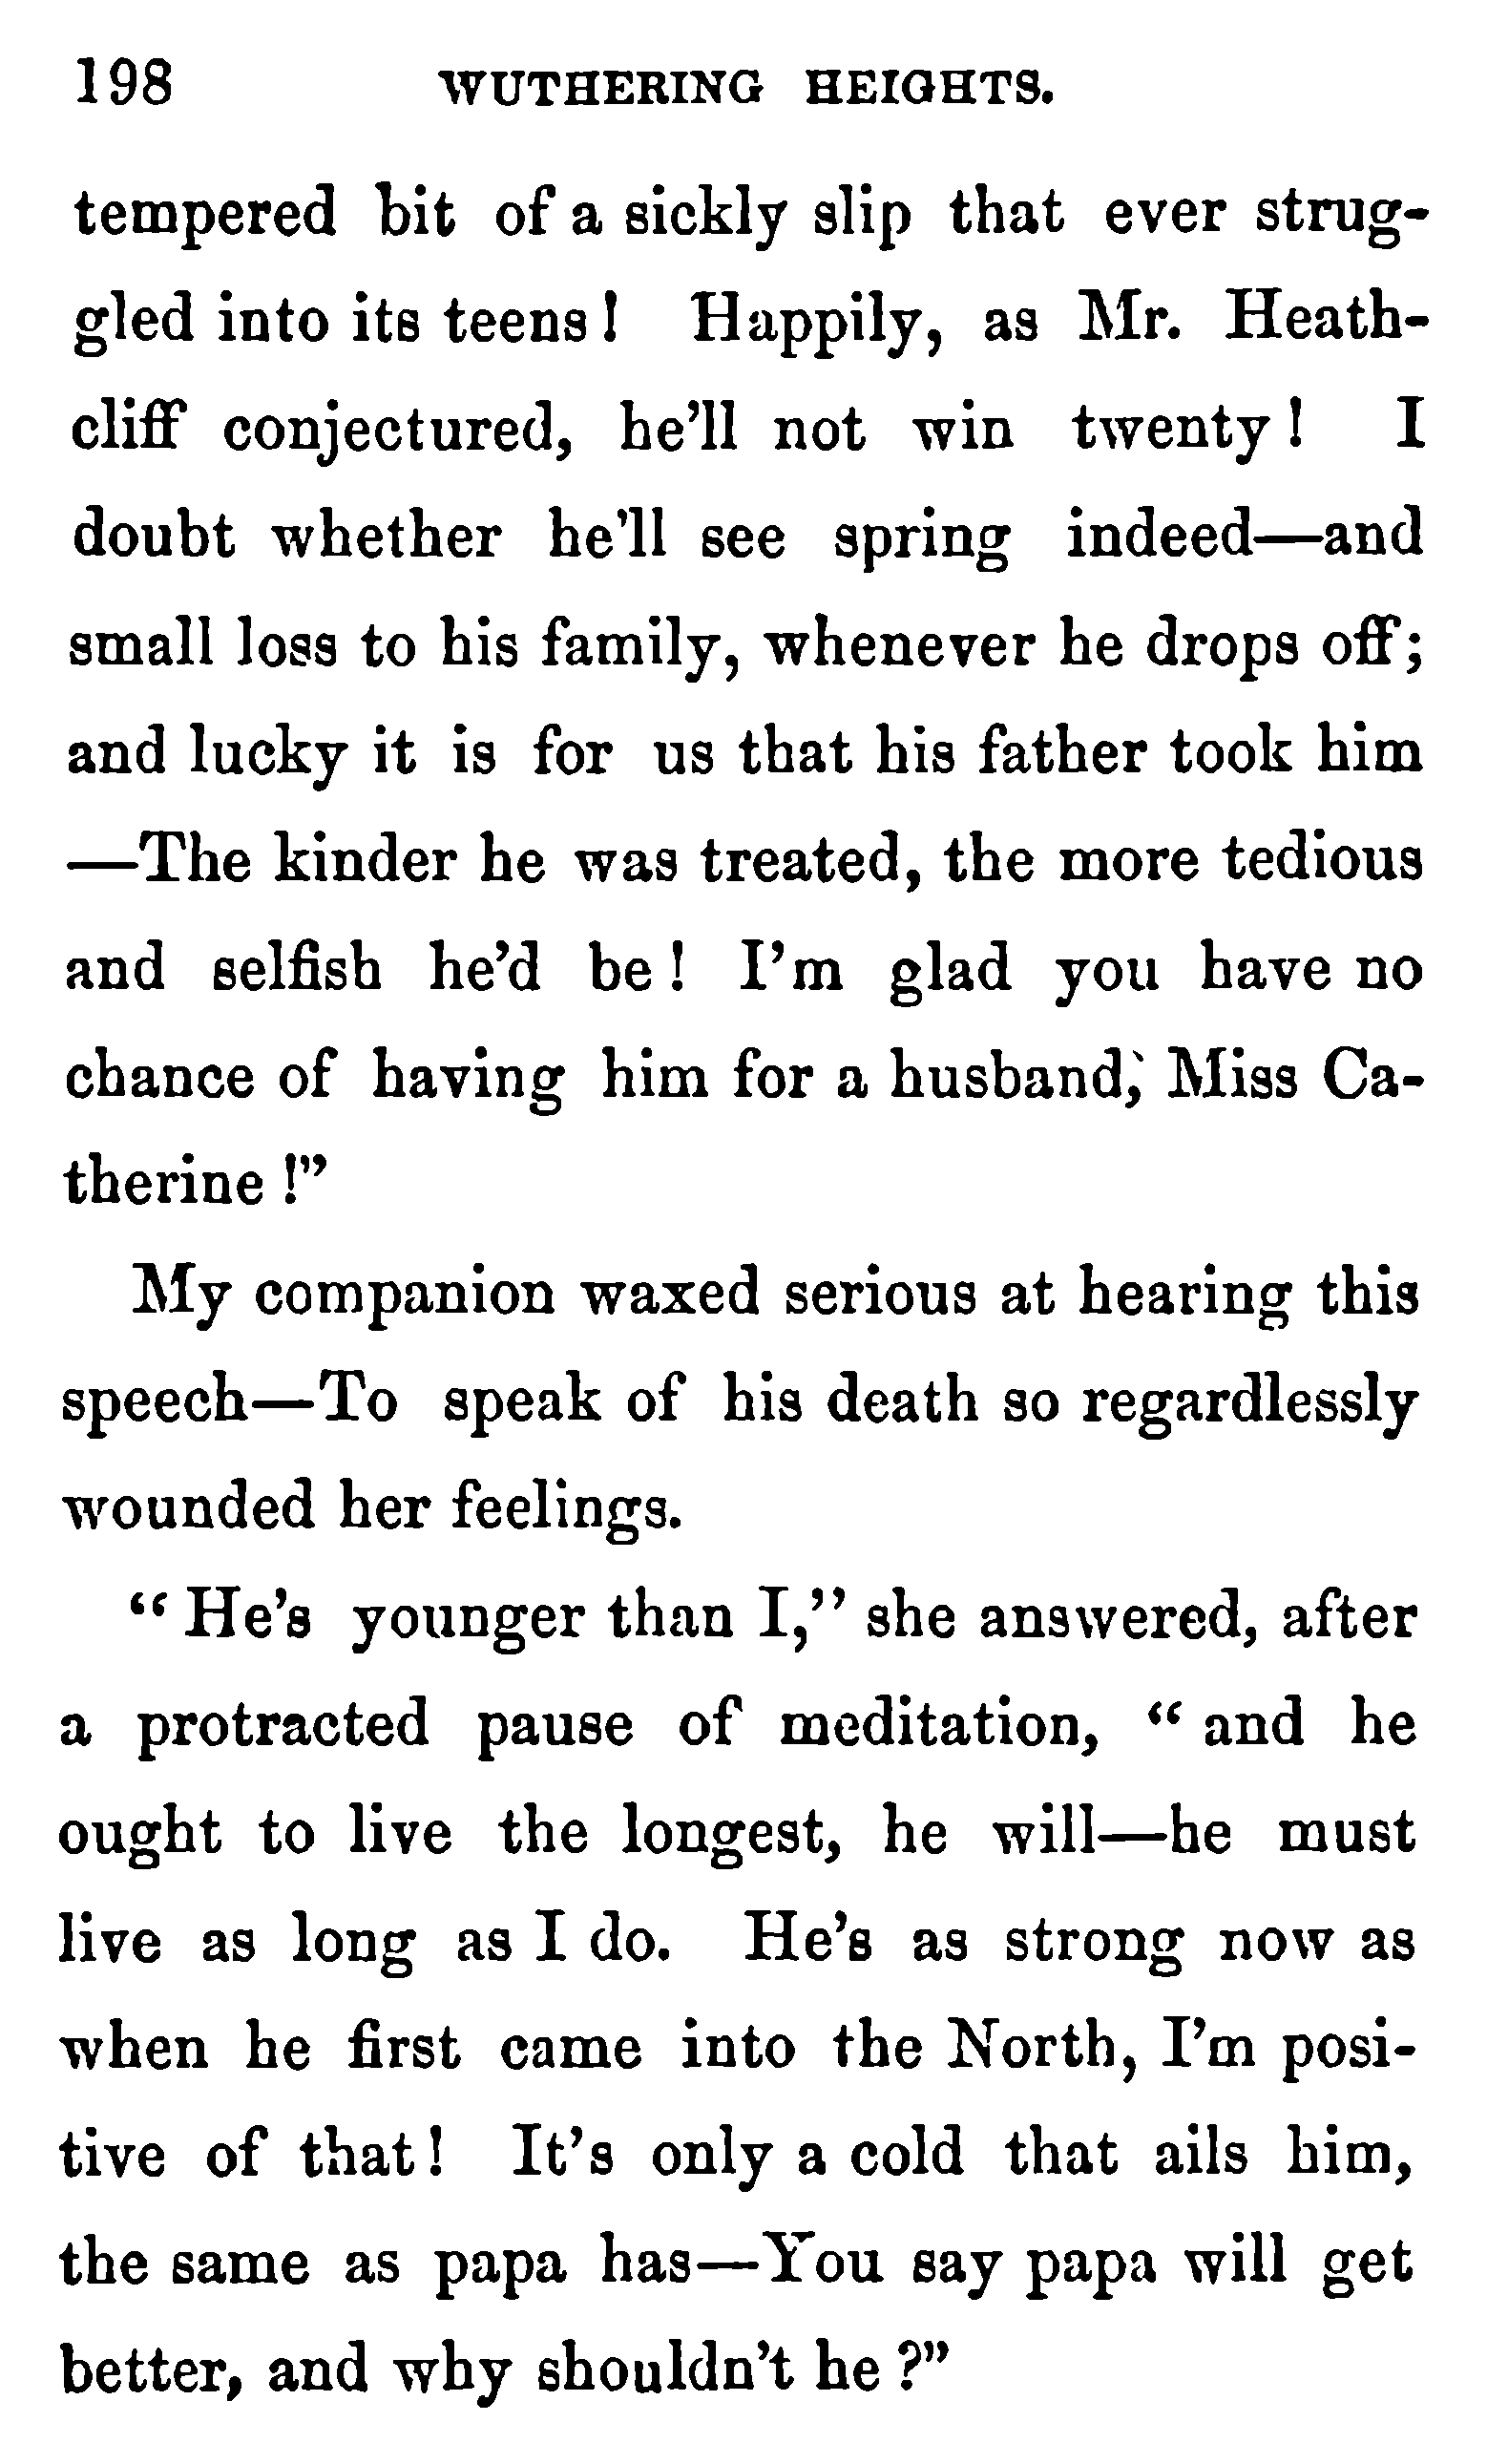 198 WUTHERING HEIGHTS.
tempered bit of a sickly slip that ever strug-
gled into its teens! Happily, as Mr. Heath-
cliff conjectured, he'll not win twenty! I
doubt whether he'll see spring indeed—and
small loss to his family, whenever he drops off;
and lucky it is for us that his father took him
—The kinder he was treated, the more tedious
and selfish he'd be! I'm glad you have no
chance of having him for a husband, Miss Ca-
therine!"
My companion waxed serious at hearing this
speech—To speak of his death so regardlessly
wounded her feelings.
"He's younger than I," she answered, after
a protracted pause of meditation, "and he
ought to live the longest, he will—he must
live as long as I do. He's as strong now as
when he first came into the North, I'm posi-
tive of that! It's only a cold that ails him,
the same as papa has—You say papa will get
better, and why shouldn't he?"